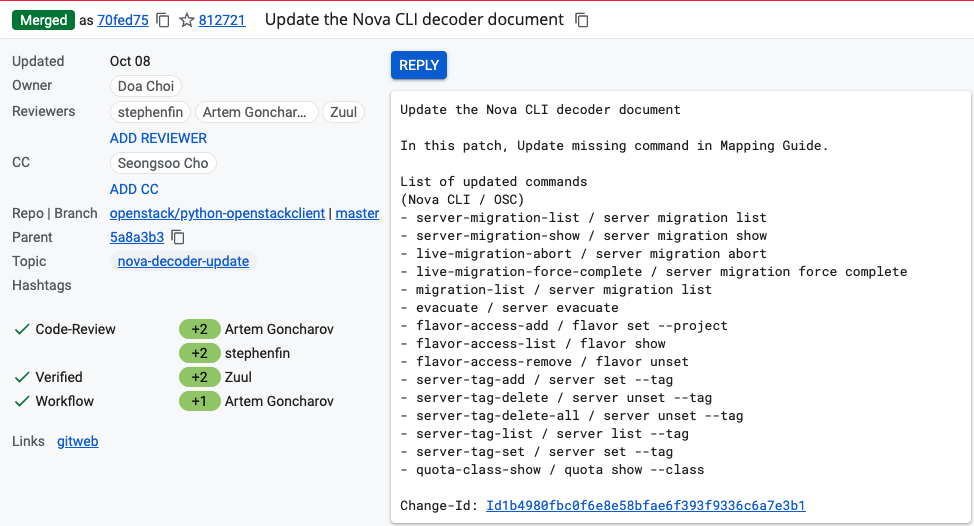 Merged as 70fed75 812721 Update the Nova CLI decoder document
Updated Oct 08
Owner Doa Choi
Reviewers stephenfin Artem Gonchar... Zuul
ADD REVIEWER
CC Seongsoo Cho
ADD CC
Repo | Branch openstack/python-openstackclient | master
Parent 5a8a3b3
Topic nova-decoder-update
Hashtags
Code-Review +2 Artem Goncharov
+2 stephenfin
Verified +2 Zuul
Workflow +1 Artem Goncharov
Links gitweb
REPLY
Update the Nova CLI decoder document
In this patch, Update missing command in Mapping Guide.
List of updated commands
(Nova CLI / OSC)
- server-migration-list / server migration list
- server-migration-show / server migration show
- live-migration-abort / server migration abort
- live-migration-force-complete / server migration force complete
- migration-list / server migration list
- evacuate / server evacuate
- flavor-access-add / flavor set --project
- flavor-access-list / flavor show
- flavor-access-remove / flavor unset
- server-tag-add / server set --tag
- server-tag-delete / server unset --tag
- server-tag-delete-all / server unset --tag
- server-tag-list / server list --tag
- server-tag-set / server set --tag
- quota-class-show / quota show --class
Change-Id: Id1b4980fbc0f6e8e58bfae6f393f9336c6a7e3b1